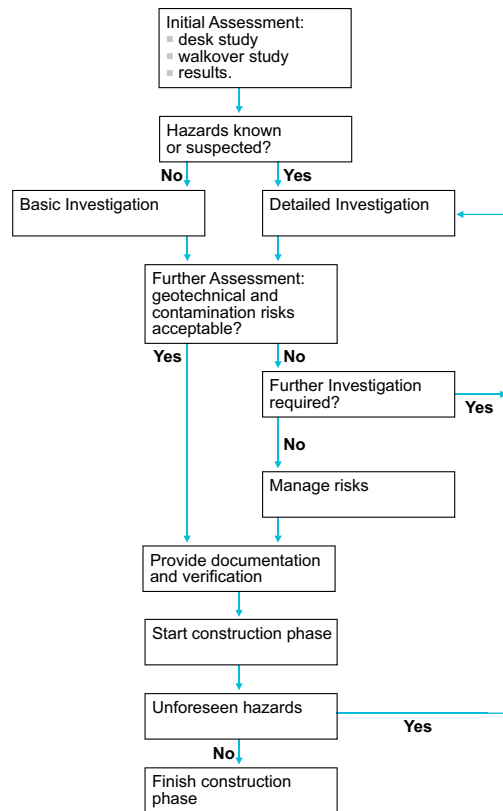 Initial Assessment:
▪ desk study
▪ walkover study
▪ results.
Hazards known
or suspected?
No
Yes
Basic Investigation
Detailed Investigation
Further Assessment:
geotechnical and
contamination risks
acceptable?
Yes
No
Further Investigation
required?
Yes
No
Manage risks
Provide documentation
and verification
Start construction phase
Unforeseen hazards
Yes
No
Finish construction
phase